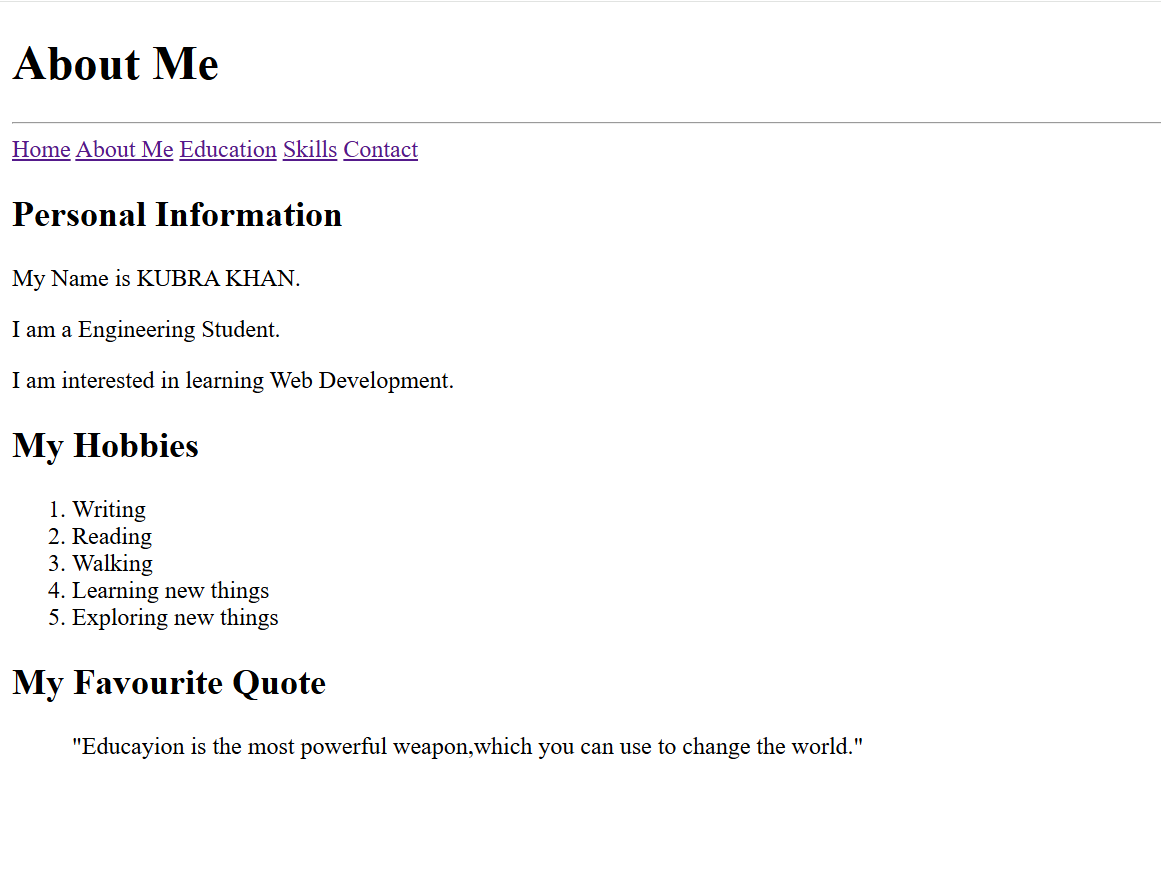 About Me
Home About Me Education Skills Contact
Personal Information
My Name is KUBRA KHAN.
I am a Engineering Student.
I am interested in learning Web Development.
My Hobbies
1. Writing
2. Reading
3. Walking
4. Learning new things
5. Exploring new things
My Favourite Quote
"Educayion is the most powerful weapon,which you can use to change the world."